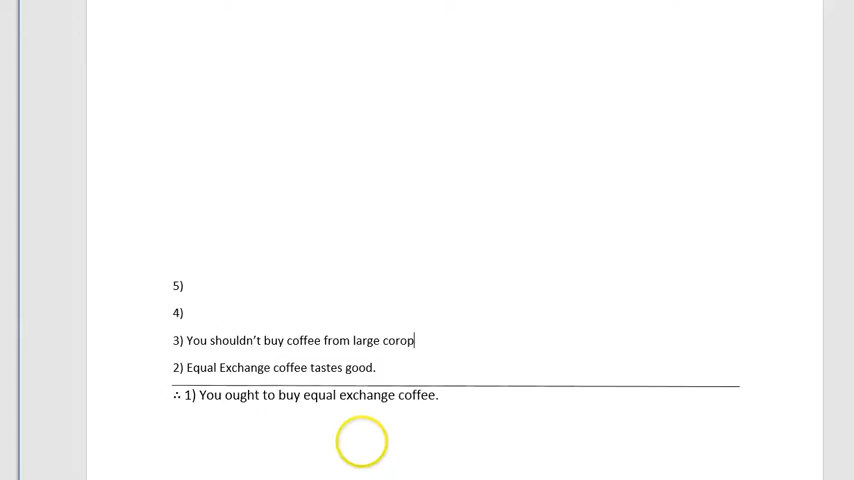 5)
4)
3) You shouldn't buy coffee from large corop
2) Equal Exchange coffee tastes good.
∴ 1) You ought to buy equal exchange coffee.